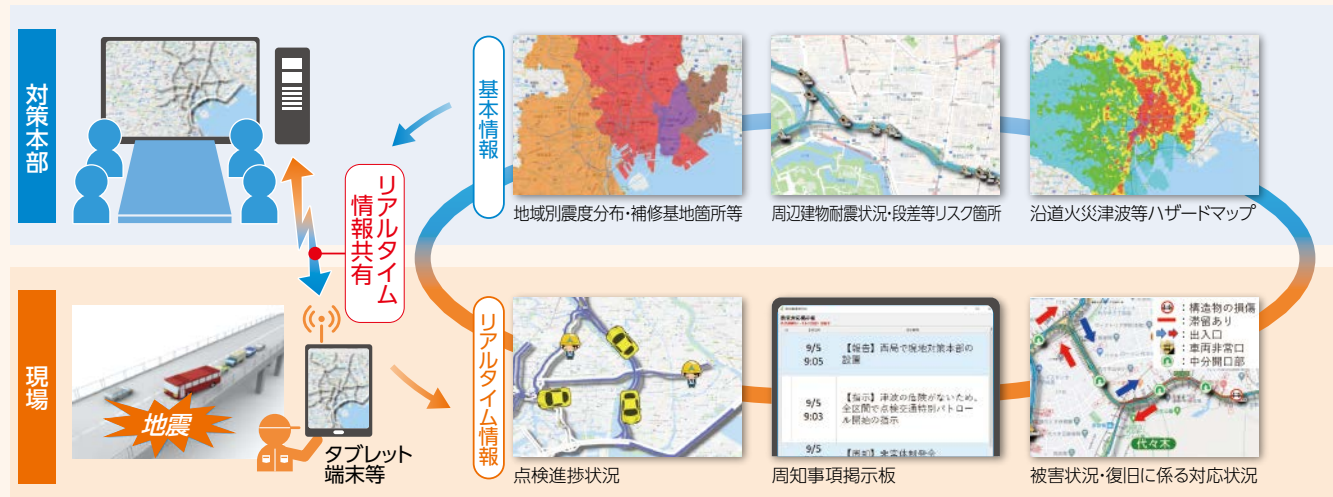 対策本部
リアルタイム
情報共有
基本情報
地域別震度分布・補修基地箇所等
周辺建物耐震状況・段差等リスク箇所
沿道火災津波等ハザードマップ
現場
地震
タブレット
端末等
リアルタイム情報
点検進捗状況
9/5
9:05
【報告】西局で現地対策本部の
設置
9/5
9:03
【指示】津波の危険がないため、
全区間で点検交通特別パトロー
ル開始の指示
9/5
周知事項掲示板
：構造物の損傷
：滞留あり
：出入口
：車両非常口
：中分開口部
代々木
被害状況・復旧に係る対応状況